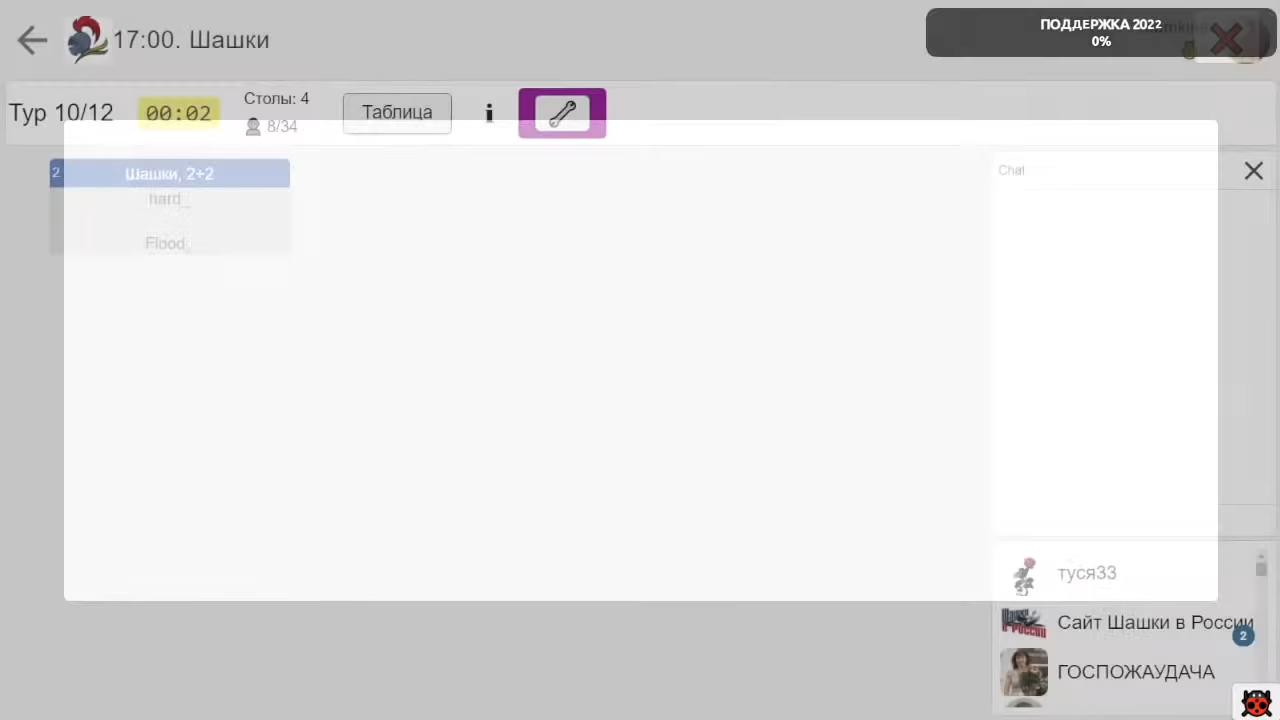 17:00. Шашки
ПОДДЕРЖКА 2022
0%
Тур 10/12
00:02
Столы: 4
8/34
Таблица
i
2
Шашки, 2+2
hard_
Flood_
Chat
туся33
Сайт Шашки в России
2
ГОСПОЖАУДАЧА